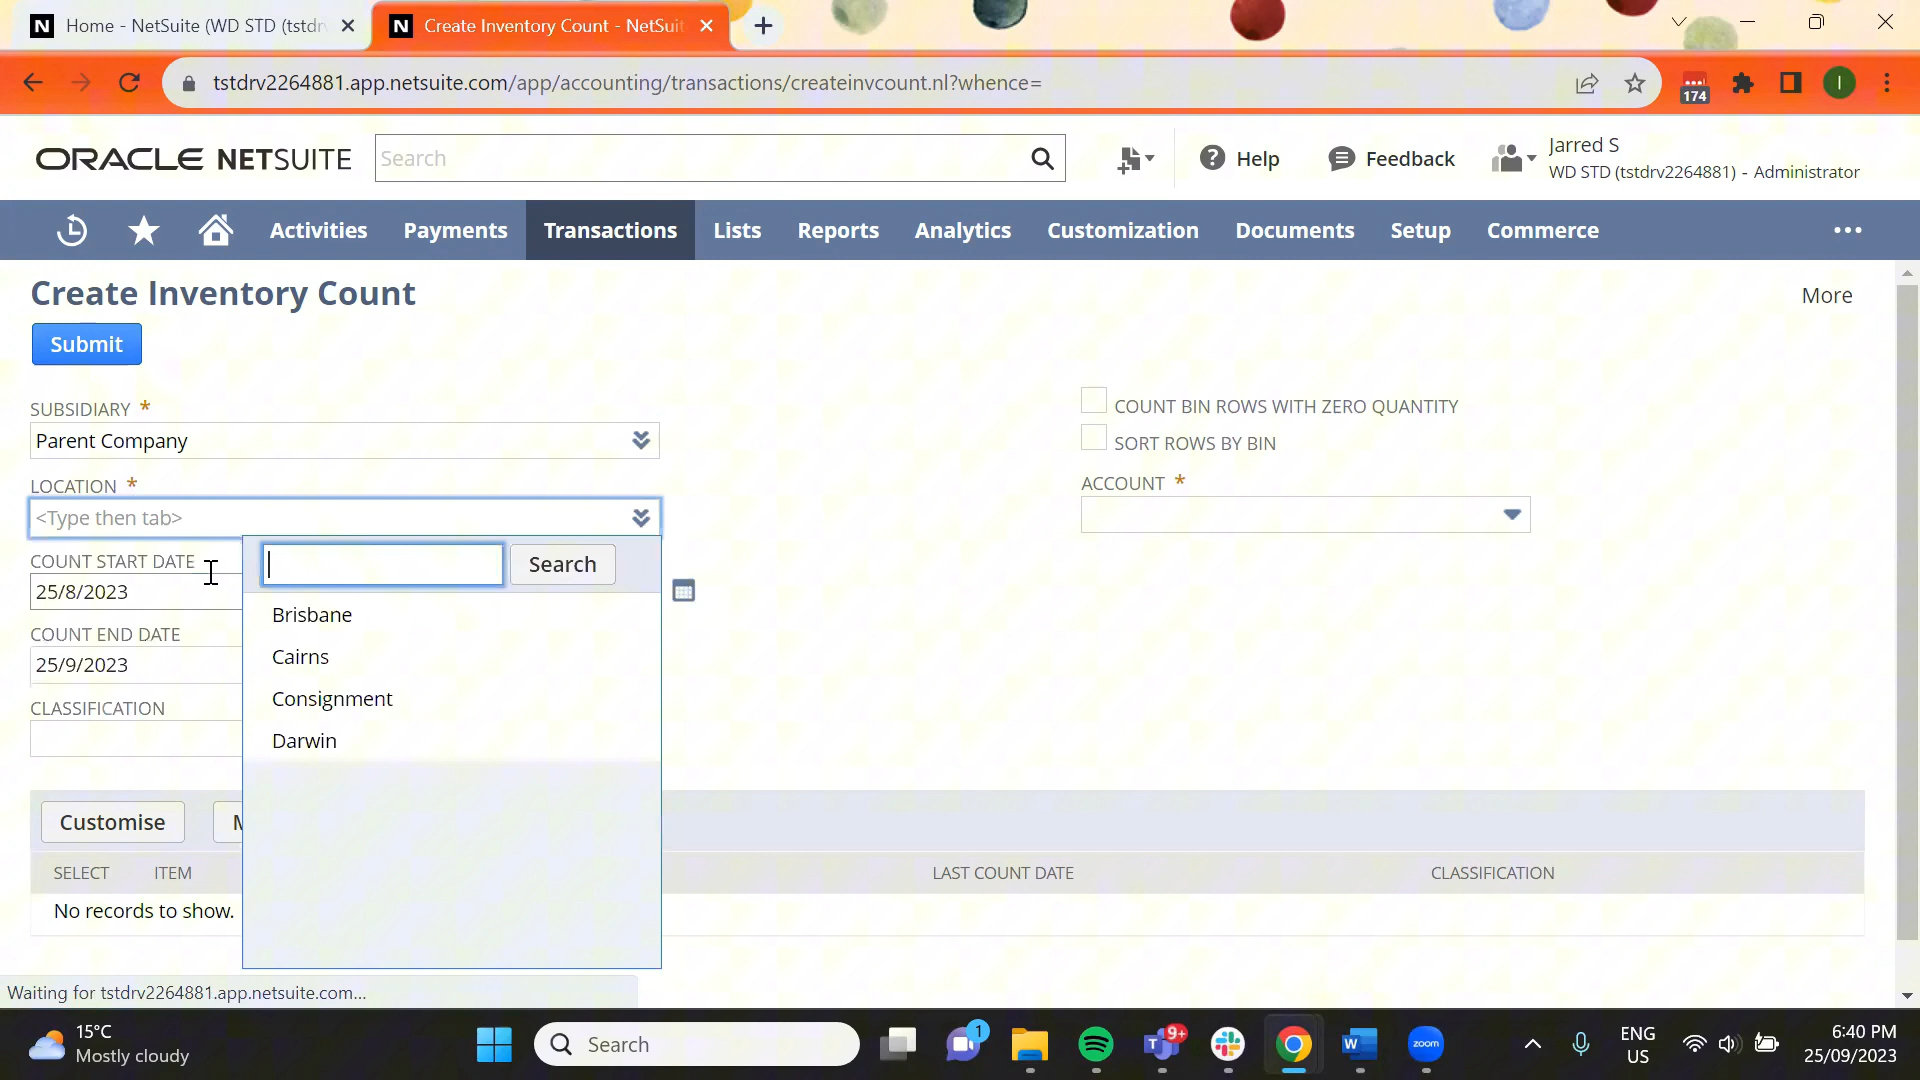 Home - NetSuite (WD STD (tstdr
Create Inventory Count - NetSuit
tstdrv2264881.app.netsuite.com/app/accounting/transactions/createinvcount.nl?whence=
174
I
ORACLE NETSUITE
Search
Help
Feedback
Jarred S
WD STD (tstdrv2264881) - Administrator
Activities Payments Transactions Lists Reports Analytics Customization Documents Setup Commerce
Create Inventory Count
More
Submit
SUBSIDIARY *
Parent Company
LOCATION *
<Type then tab>
Search
Brisbane
Cairns
Consignment
Darwin
COUNT START DATE
25/8/2023
COUNT END DATE
25/9/2023
CLASSIFICATION
COUNT BIN ROWS WITH ZERO QUANTITY
SORT ROWS BY BIN
ACCOUNT *
Customise M
SELECT ITEM LAST COUNT DATE CLASSIFICATION
No records to show.
Waiting for tstdrv2264881.app.netsuite.com...
15°C
Mostly cloudy
Search
1
9+
zoom
ENG
US
6:40 PM
25/09/2023